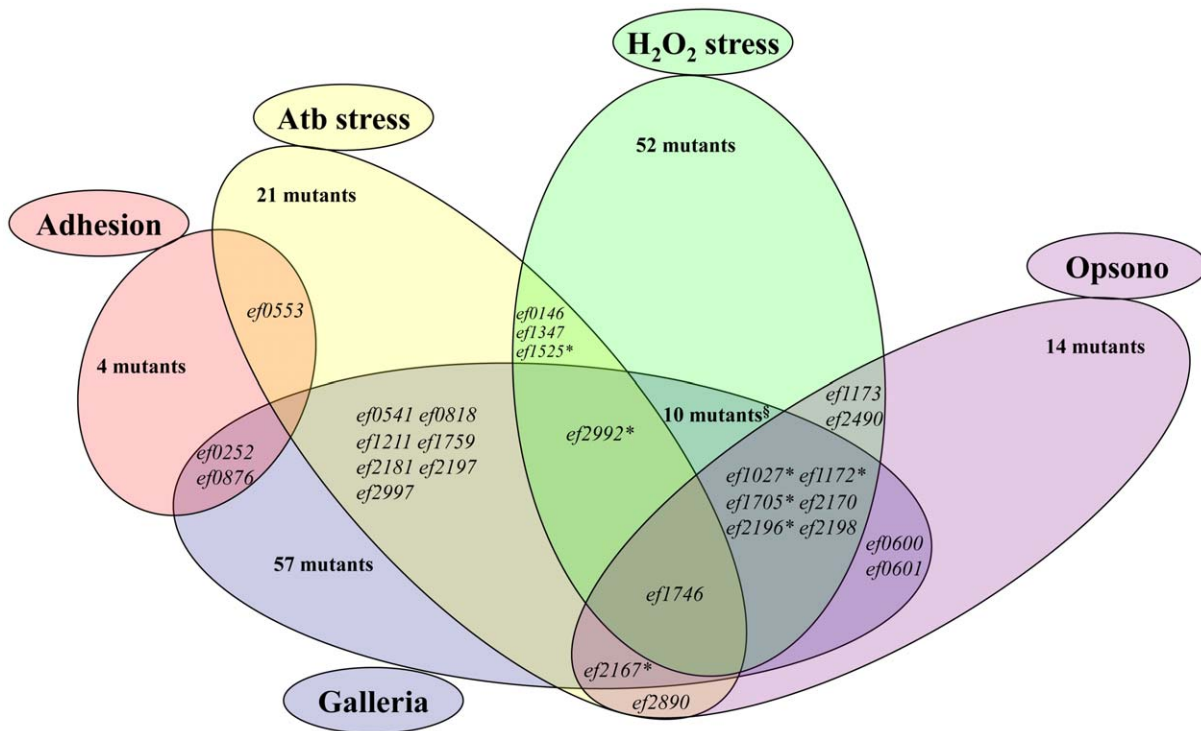 H₂O₂ stress
Atb stress
52 mutants
21 mutants
Adhesion
Opsono
ef0553
ef0146
ef1347
ef1525*
14 mutants
4 mutants
ef1173
ef2490
10 mutants§
ef0541 ef0818
ef1211 ef1759
ef2181 ef2197
ef2997
ef2992*
ef0252
ef0876
ef1027* ef1172*
ef1705* ef2170
ef2196* ef2198
ef0600
ef0601
57 mutants
ef1746
ef2167*
ef2890
Galleria